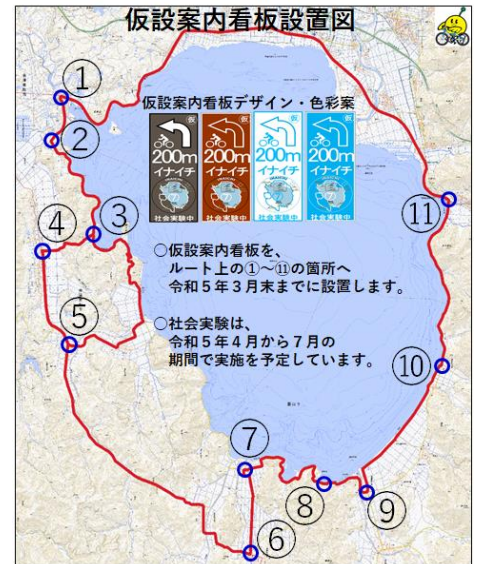 仮設案内看板設置図
①
②
仮設案内看板デザイン・色彩案
仮
仮
仮
仮
200m
200m
200m
200m
イナイチ
イナイチ
イナイチ
イナイチ
社会実験中
社会実験中
社会実験中
社会実験中
③
④
⑪
○仮設案内看板を、
ルート上の①～⑪の箇所へ
令和５年３月末までに設置します。
⑤
○社会実験は、
令和５年４月から７月の
期間で実施を予定しています。
⑩
⑦
⑧
⑨
⑥